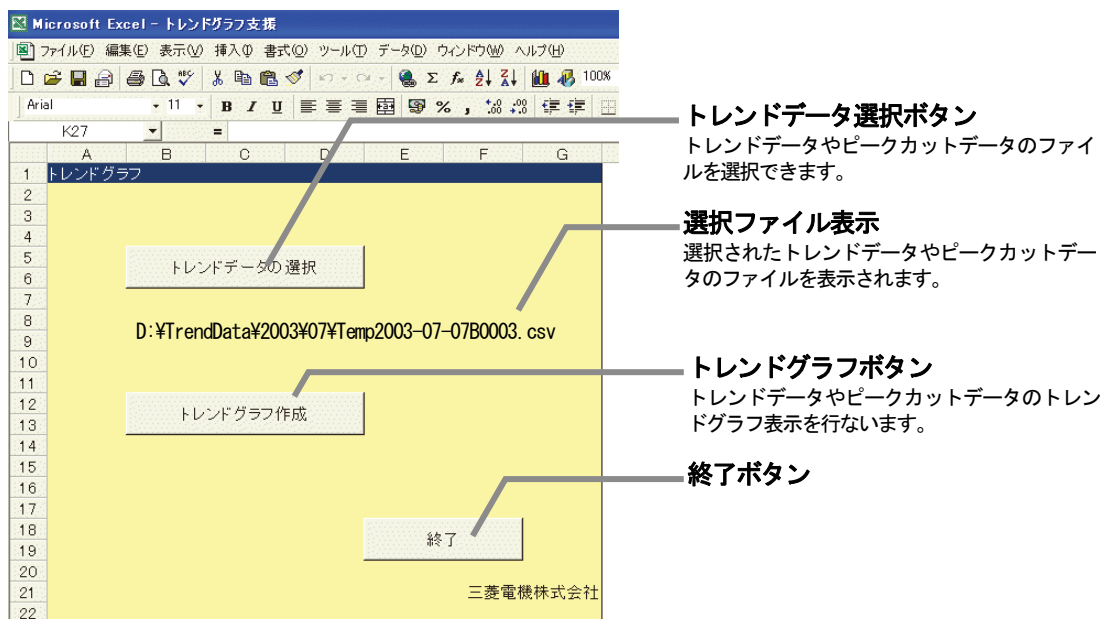 Microsoft Excel - トレンドグラフ支援
ファイル(F) 編集(E) 表示(V) 挿入(I) 書式(O) ツール(T) データ(D) ウィンドウ(W) ヘルプ(H)
100%
Arial 11 B I U
K27 =
A B C D E F G
1 トレンドグラフ
2
3
4
5
6
トレンドデータの選択
7
8
9
D:¥TrendData¥2003¥07¥Temp2003-07-07B0003.csv
10
11
12
13
トレンドグラフ作成
14
15
16
17
18
19
終了
20
21 三菱電機株式会社
22
トレンドデータ選択ボタン
トレンドデータやピークカットデータのファイ
ルを選択できます。
選択ファイル表示
選択されたトレンドデータやピークカットデー
タのファイルを表示されます。
トレンドグラフボタン
トレンドデータやピークカットデータのトレン
ドグラフ表示を行ないます。
終了ボタン